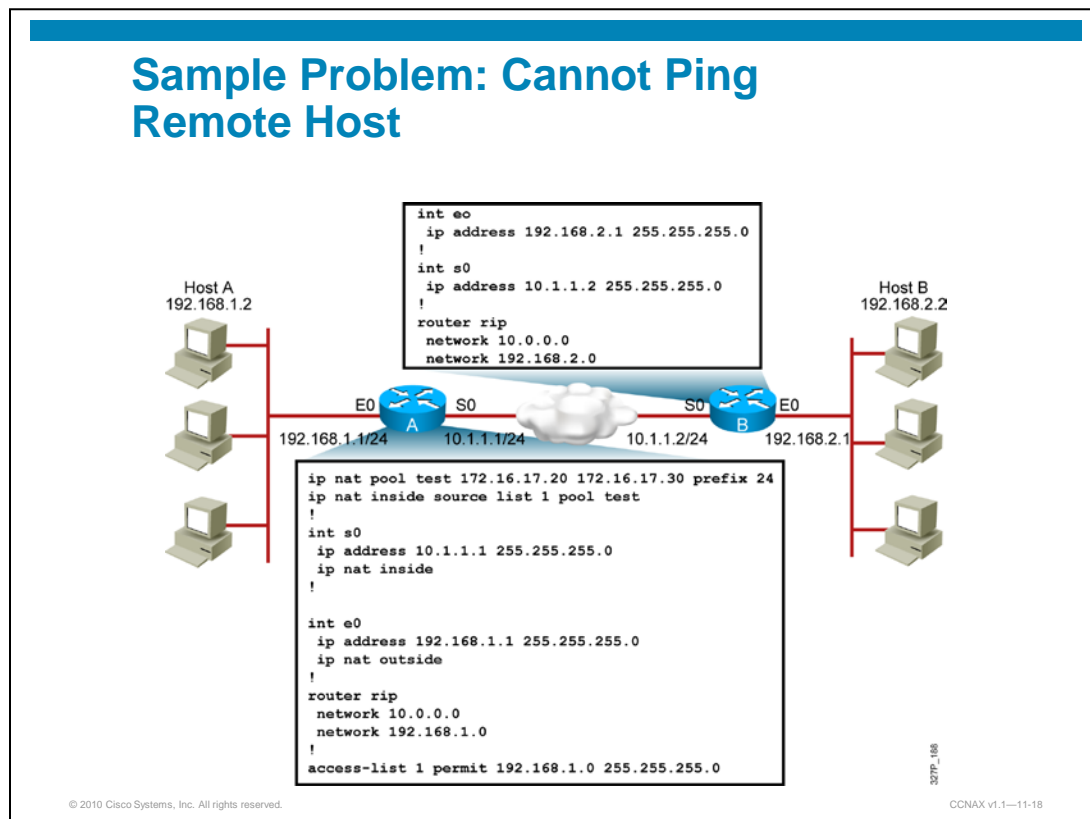 Sample Problem: Cannot Ping
Remote Host
int eo
ip address 192.168.2.1 255.255.255.0
!
int s0
ip address 10.1.1.2 255.255.255.0
!
router rip
network 10.0.0.0
network 192.168.2.0
Host A
192.168.1.2
Host B
192.168.2.2
E0
S0
A
S0
E0
B
192.168.1.1/24
10.1.1.1/24
10.1.1.2/24
192.168.2.1
ip nat pool test 172.16.17.20 172.16.17.30 prefix 24
ip nat inside source list 1 pool test
!
int s0
ip address 10.1.1.1 255.255.255.0
ip nat inside
!
int e0
ip address 192.168.1.1 255.255.255.0
ip nat outside
!
router rip
network 10.0.0.0
network 192.168.1.0
!
access-list 1 permit 192.168.1.0 255.255.255.0
327P_188
© 2010 Cisco Systems, Inc. All rights reserved.
CCNAX v1.1—11-18